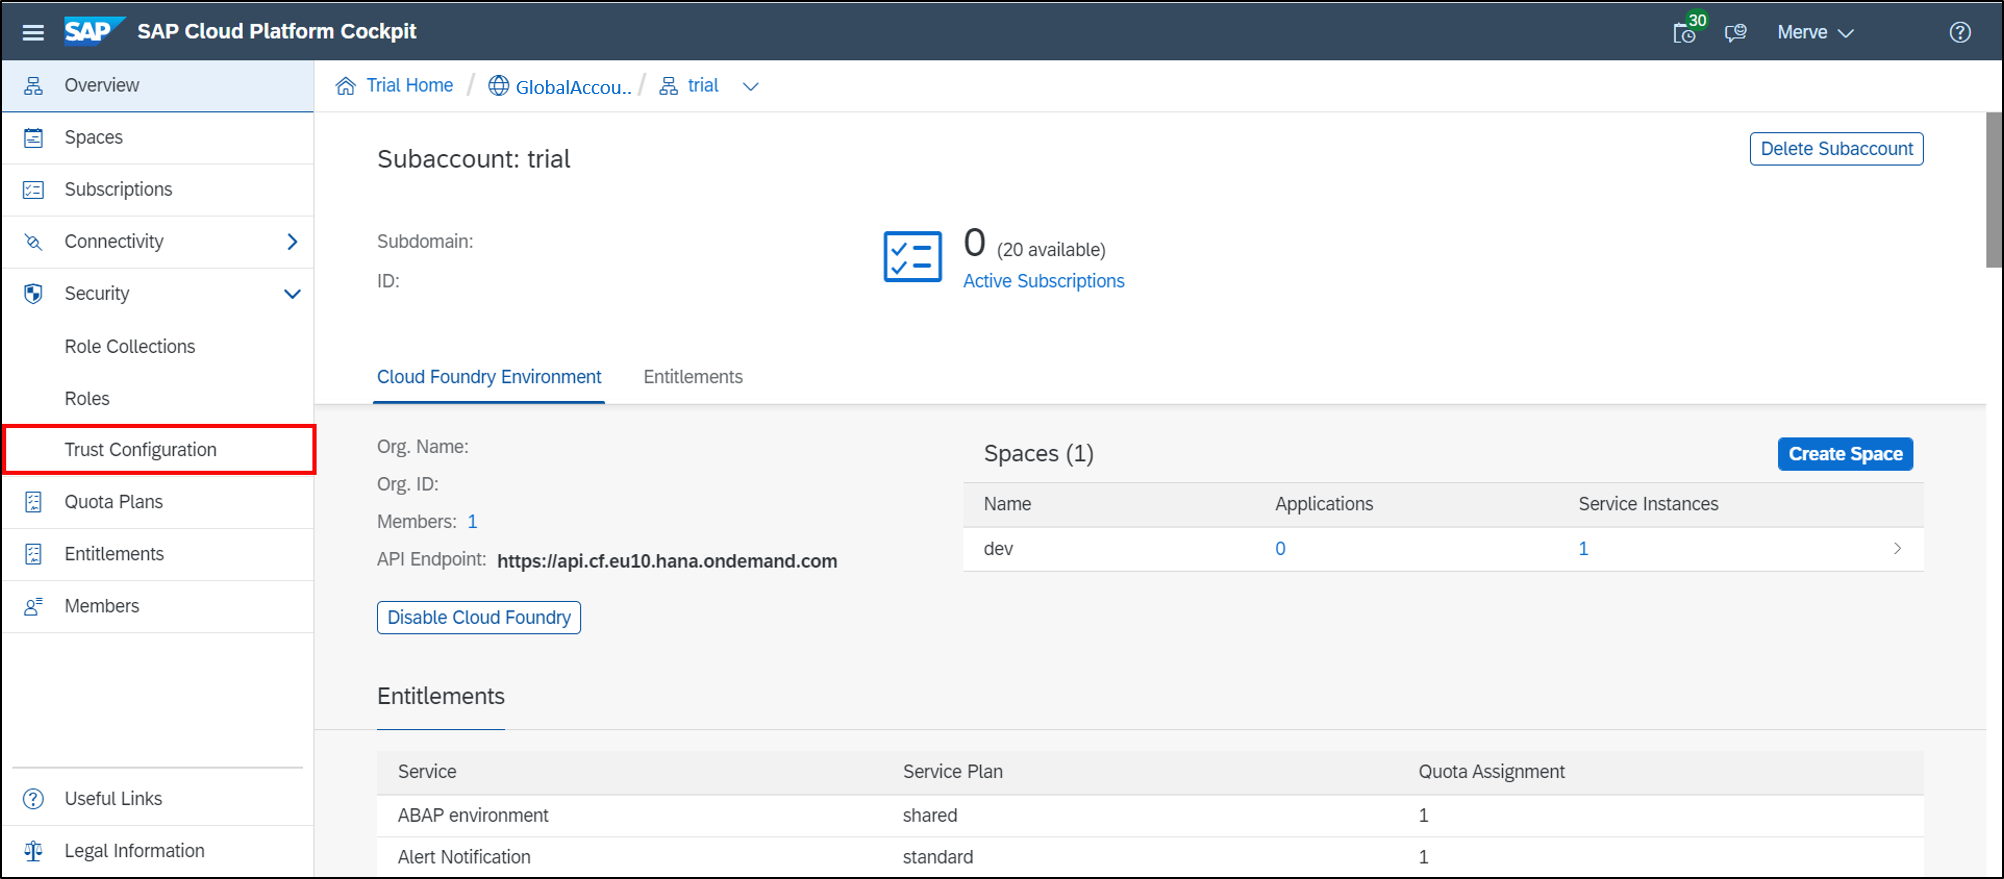 SAP SAP Cloud Platform Cockpit
30
Merve
Overview
Spaces
Subscriptions
Connectivity
Security
Role Collections
Roles
Trust Configuration
Quota Plans
Entitlements
Members
Useful Links
Legal Information
Trial Home / GlobalAccou.. / trial
Subaccount: trial
Delete Subaccount
Subdomain:
ID:
0 (20 available)
Active Subscriptions
Cloud Foundry Environment Entitlements
Org. Name:
Org. ID:
Members: 1
API Endpoint: https://api.cf.eu10.hana.ondemand.com
Disable Cloud Foundry
Spaces (1)
Create Space
Name Applications Service Instances
dev 0 1
Entitlements
Service Service Plan Quota Assignment
ABAP environment shared 1
Alert Notification standard 1